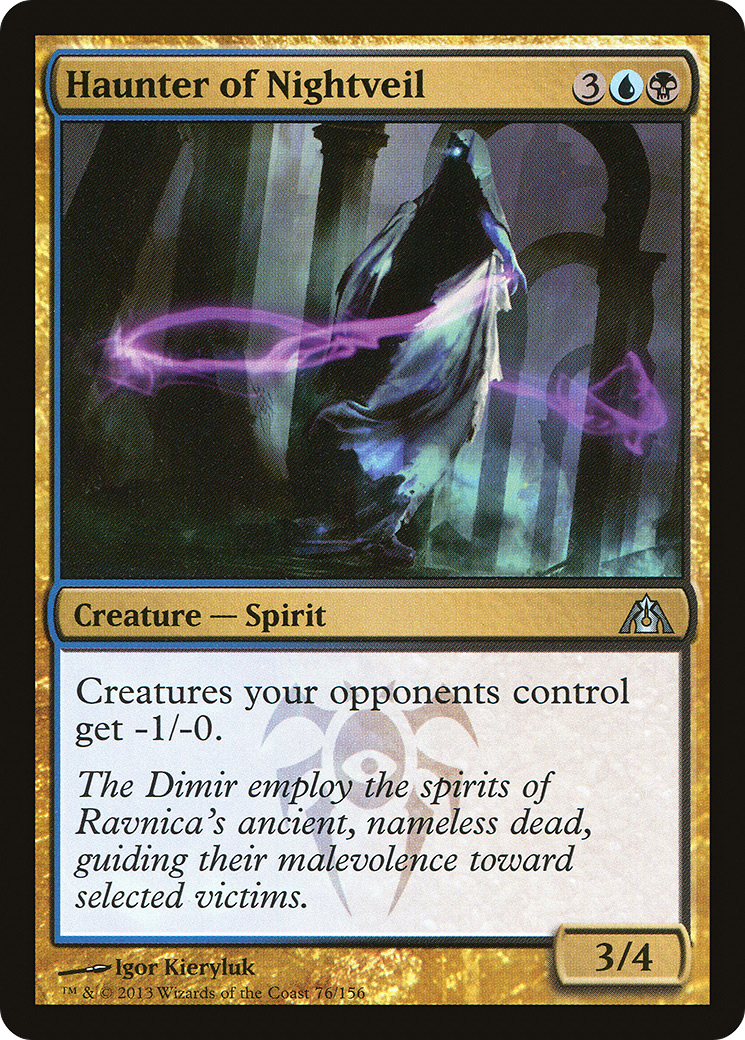 Haunter of Nightveil 3
Creature — Spirit
Creatures your opponents control
get -1/-0.
The Dimir employ the spirits of
Ravnica's ancient, nameless dead,
guiding their malevolence toward
selected victims.
3/4
Igor Kieryluk
™ & © 2013 Wizards of the Coast 76/156